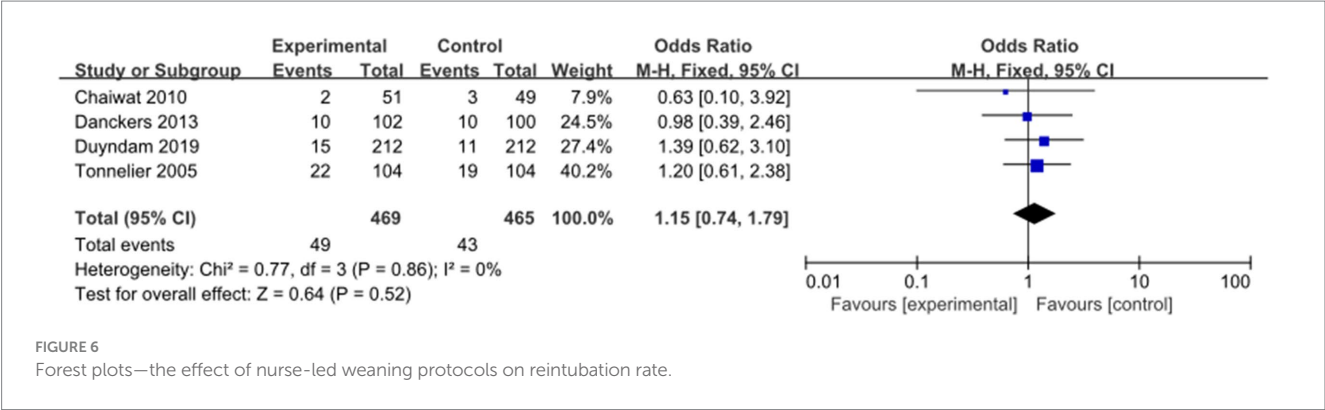 Experimental Control Odds Ratio Odds Ratio
Study or Subgroup Events Total Events Total Weight M-H, Fixed, 95% CI M-H, Fixed, 95% CI
Chaiwat 2010 2 51 3 49 7.9% 0.63 [0.10, 3.92]
Danckers 2013 10 102 10 100 24.5% 0.98 [0.39, 2.46]
Duyndam 2019 15 212 11 212 27.4% 1.39 [0.62, 3.10]
Tonnelier 2005 22 104 19 104 40.2% 1.20 [0.61, 2.38]
Total (95% CI) 469 465 100.0% 1.15 [0.74, 1.79]
Total events 49 43
Heterogeneity: Chi² = 0.77, df = 3 (P = 0.86); I² = 0%
Test for overall effect: Z = 0.64 (P = 0.52)
0.01 0.1 1 10 100
Favours [experimental] Favours [control]
FIGURE 6
Forest plots—the effect of nurse-led weaning protocols on reintubation rate.